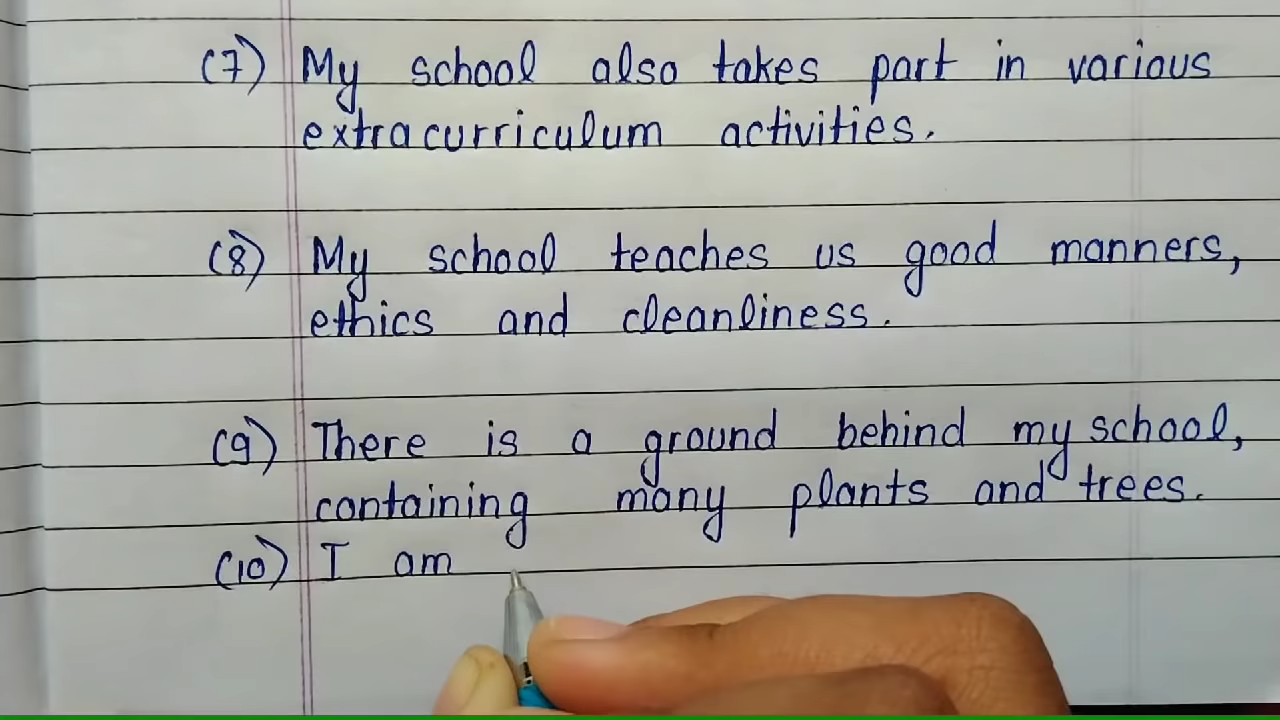 (7) My school also takes part in various
extracurriculum activities.
(8) My school teaches us good manners,
ethics and cleanliness.
(9) There is a ground behind my school,
containing many plants and trees.
(10) I am